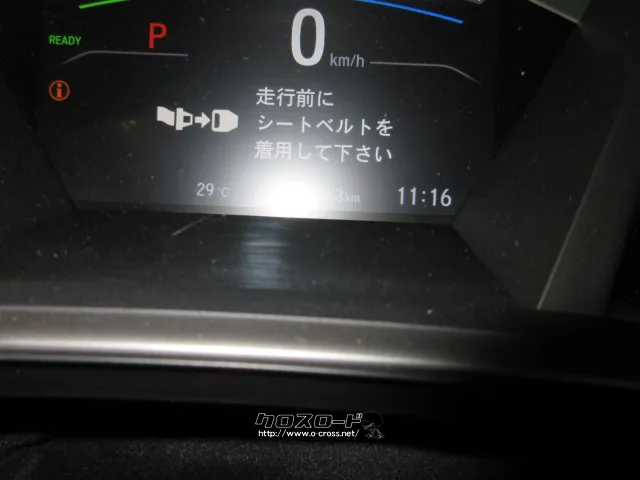 READY
P
0
km/h
走行前に
シートベルトを
着用して下さい
29℃
km
11:16
クロスロード
http://www.o-cross.net/